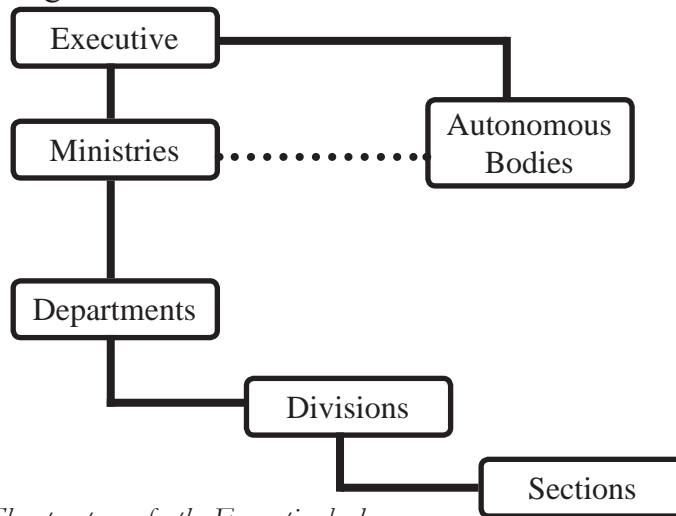 Executive
Autonomous
Bodies
Ministries
Departments
Divisions
Sections